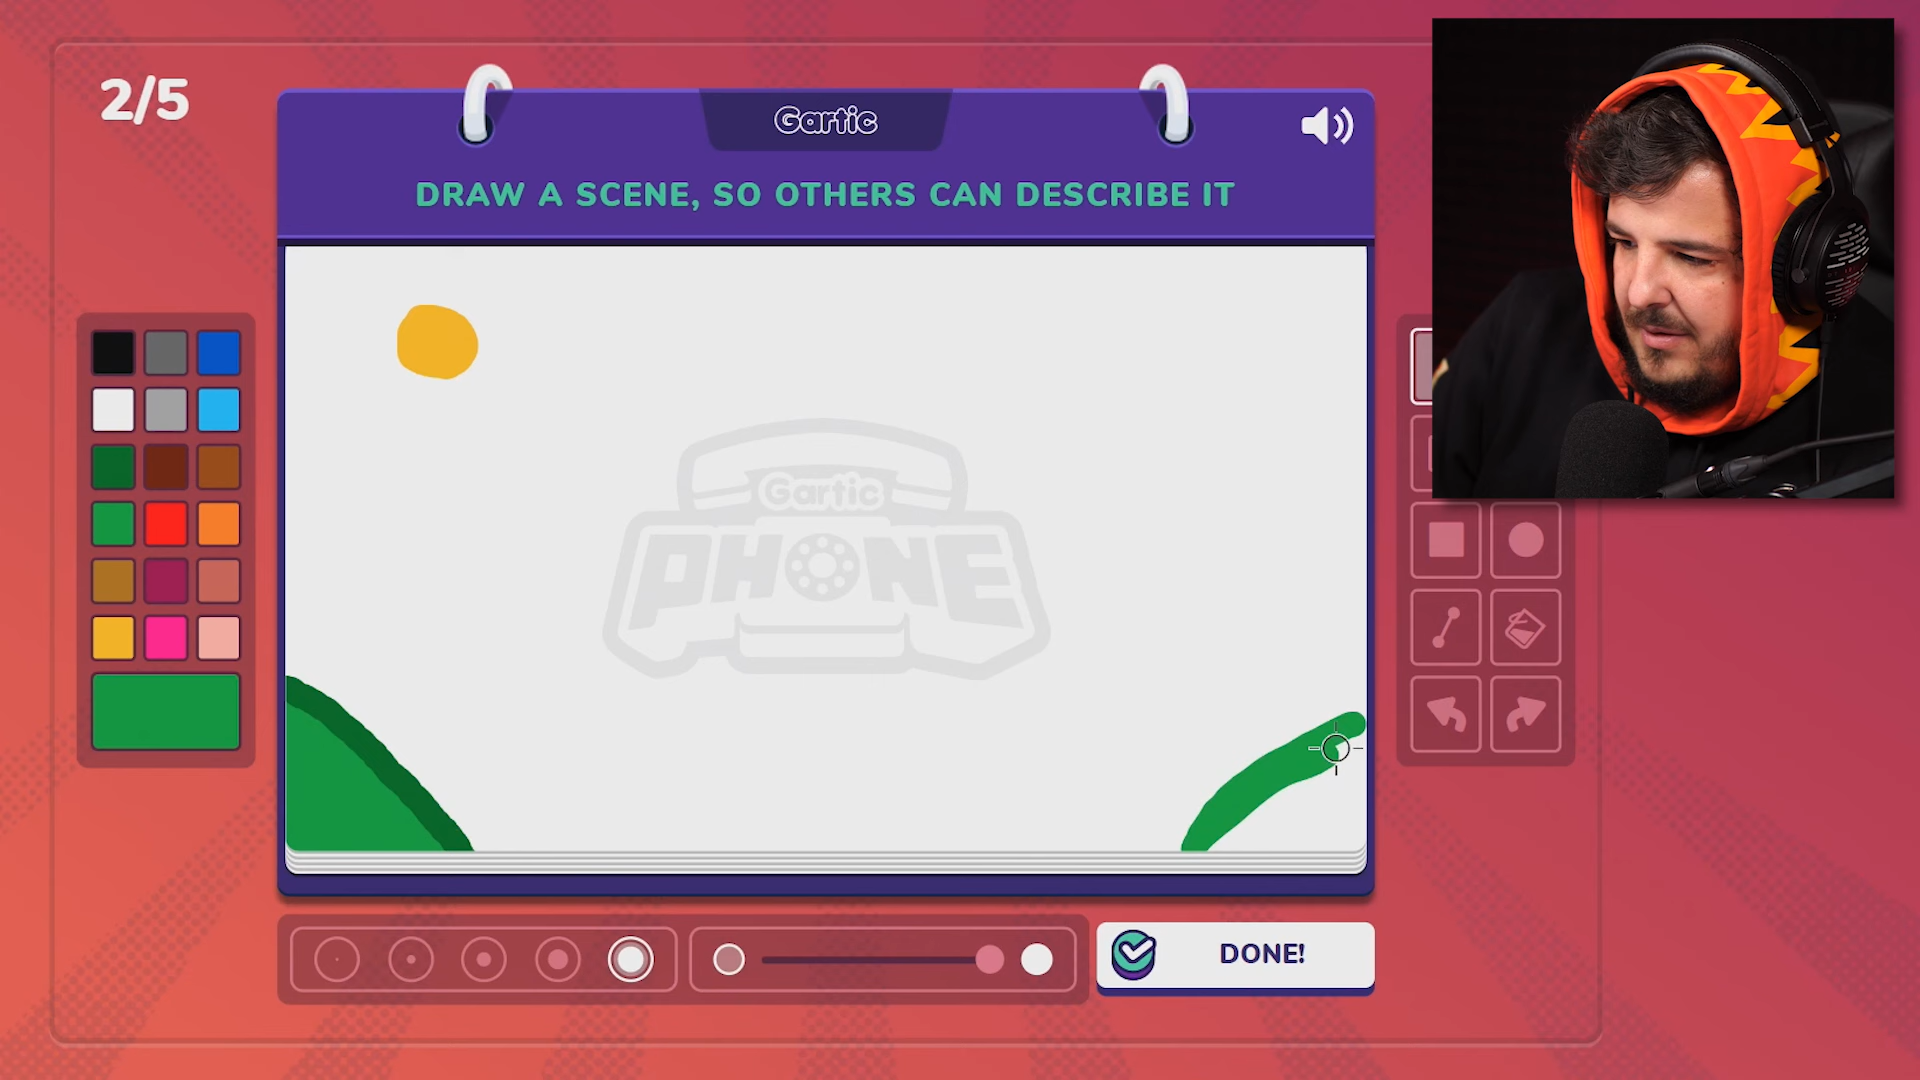 2/5
Gartic
DRAW A SCENE, SO OTHERS CAN DESCRIBE IT
Gartic
PHONE
DONE!